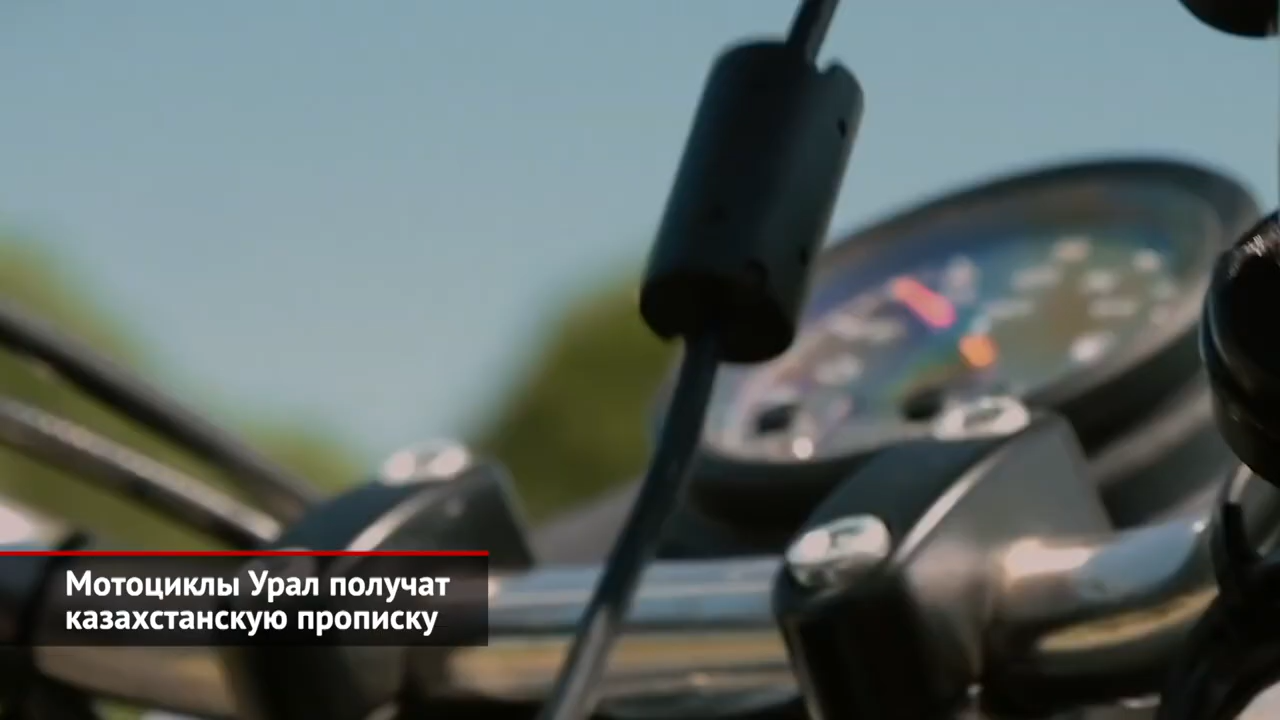 Мотоциклы Урал получат
казахстанскую прописку